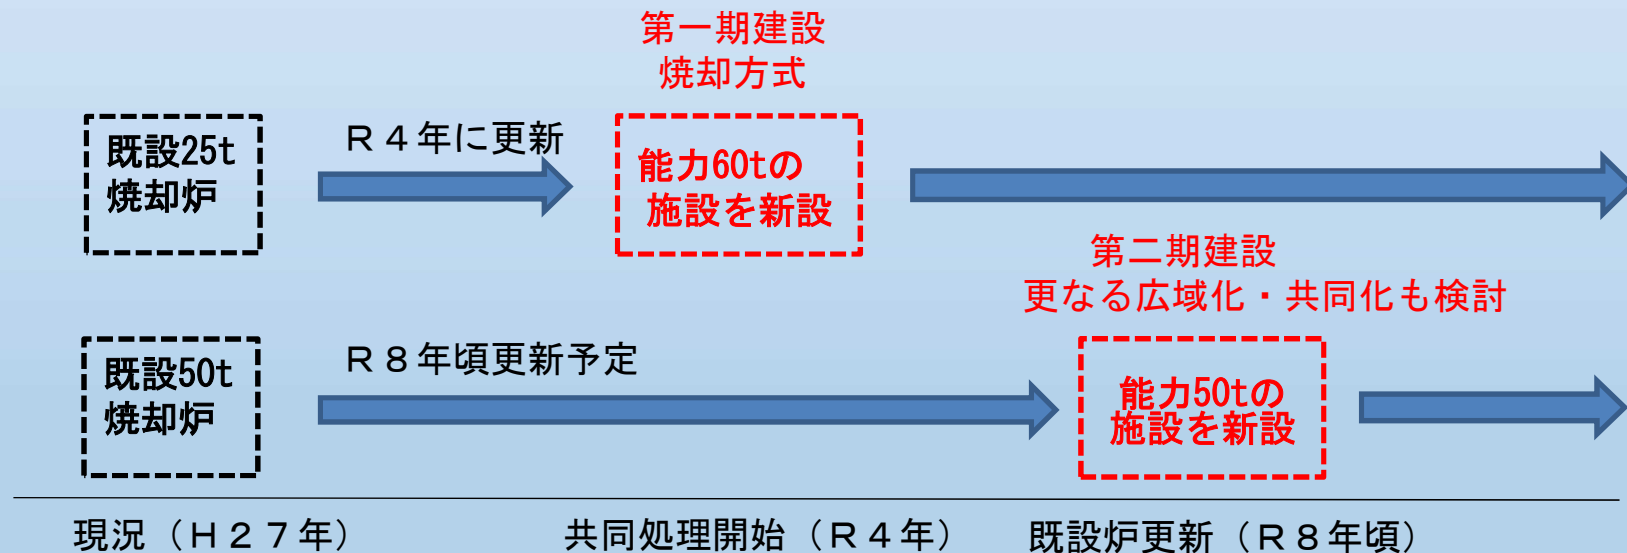 第一期建設
焼却方式
既設25t
焼却炉
Ｒ４年に更新
能力60tの
施設を新設
第二期建設
更なる広域化・共同化も検討
既設50t
焼却炉
Ｒ８年頃更新予定
能力50tの
施設を新設
現況（Ｈ２７年）
共同処理開始（Ｒ４年）
既設炉更新（Ｒ８年頃）